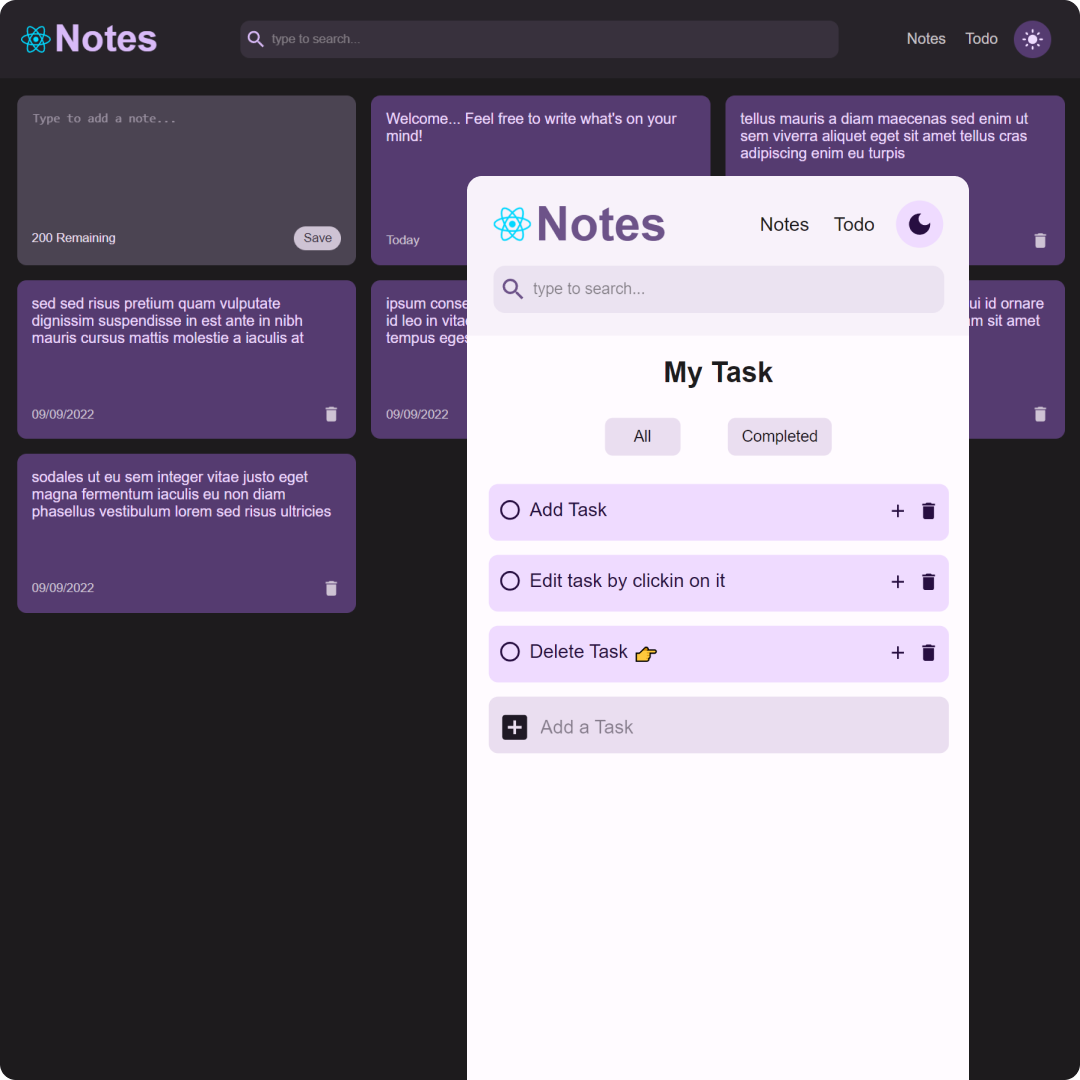 Notes
type to search...
Notes
Todo
Type to add a note...
200 Remaining
Save
Welcome... Feel free to write what's on your
mind!
Today
tellus mauris a diam maecenas sed enim ut
sem viverra aliquet eget sit amet tellus cras
adipiscing enim eu turpis
sed sed risus pretium quam vulputate
dignissim suspendisse in est ante in nibh
mauris cursus mattis molestie a iaculis at
09/09/2022
ipsum
id leo in
tempus
09/09/2022
id ornare
sit amet
sodales ut eu sem integer vitae justo eget
magna fermentum iaculis eu non diam
phasellus vestibulum lorem sed risus ultricies
09/09/2022
Notes
Notes
Todo
type to search...
My Task
All
Completed
Add Task
Edit task by clickin on it
Delete Task 👉
Add a Task